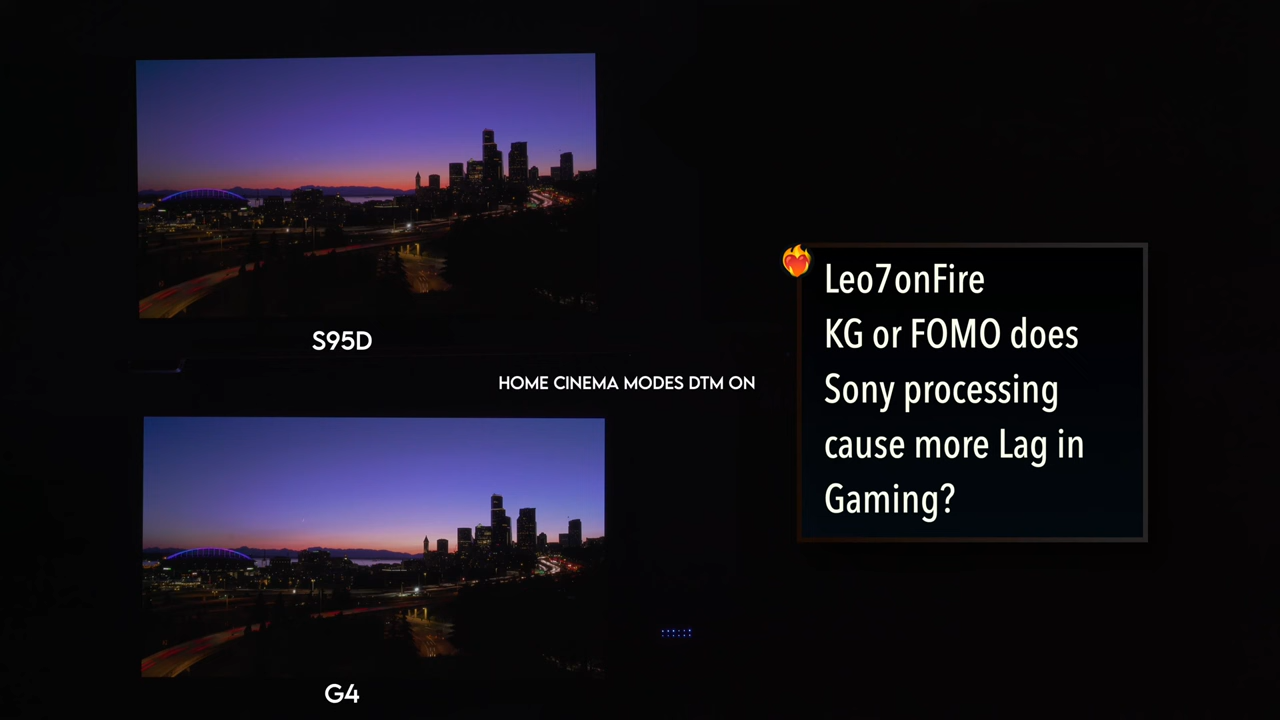 S95D
HOME CINEMA MODES DTM ON
G4
Leo7onFire
KG or FOMO does
Sony processing
cause more Lag in
Gaming?